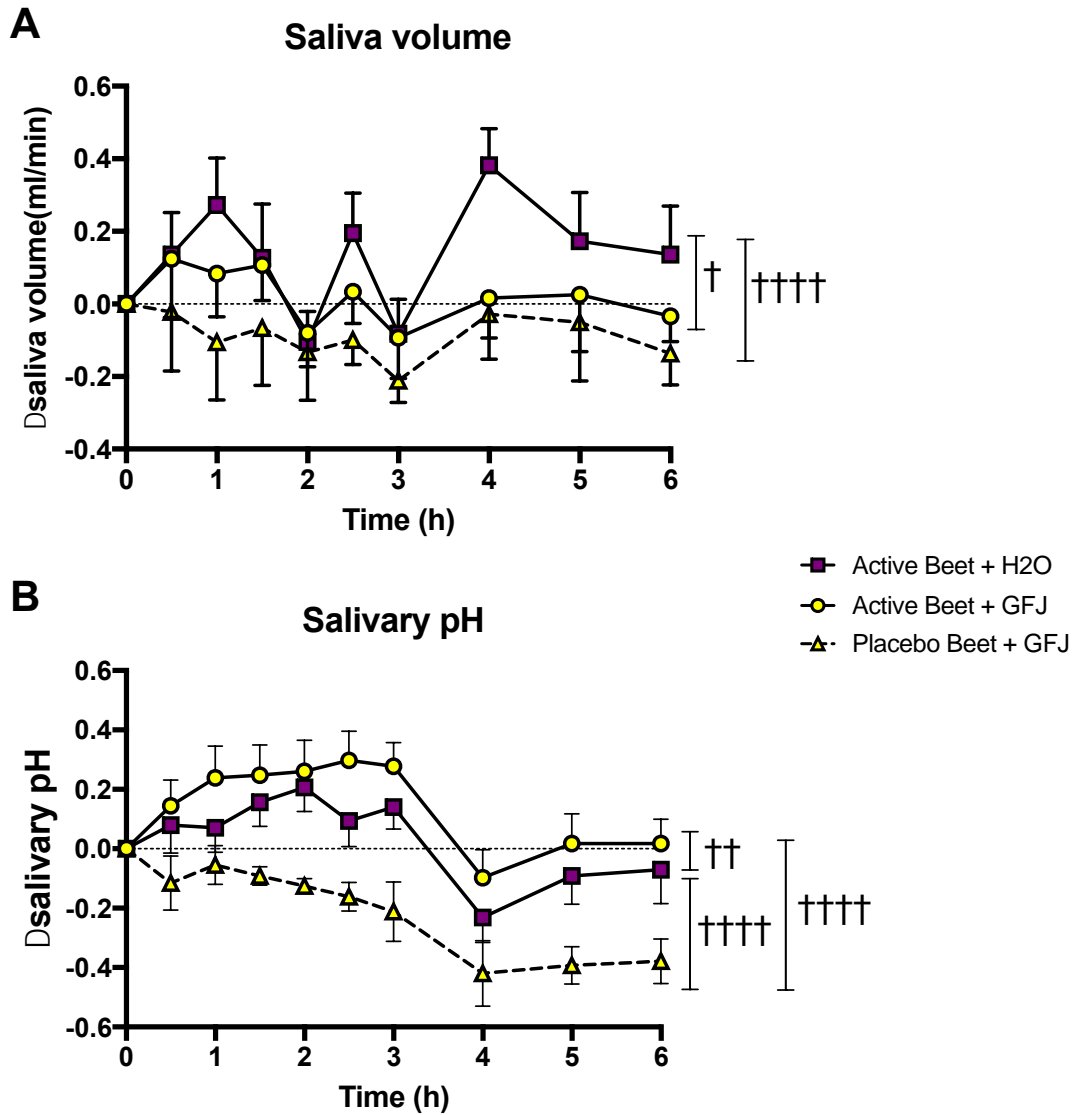 A
Saliva volume
Dsaliva volume(ml/min)
0.6
0.4
0.2
0.0
-0.2
-0.4
0 1 2 3 4 5 6
Time (h)
†
††††
Active Beet + H2O
Active Beet + GFJ
Placebo Beet + GFJ
B
Salivary pH
Dsalivary pH
0.6
0.4
0.2
0.0
-0.2
-0.4
-0.6
0 1 2 3 4 5 6
Time (h)
††
††††
††††